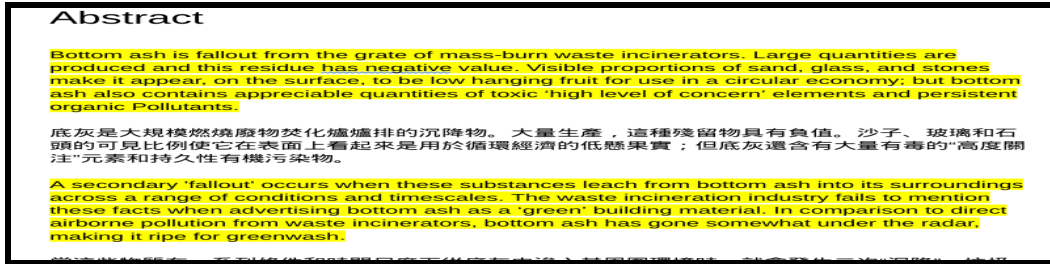 Abstract
Bottom ash is fallout from the grate of mass-burn waste incinerators. Large quantities are
produced and this residue has negative value. Visible proportions of sand, glass, and stones
make it appear, on the surface, to be low hanging fruit for use in a circular economy; but bottom
ash also contains appreciable quantities of toxic 'high level of concern' elements and persistent
organic Pollutants.
底灰是大規模燃燒廢物焚化爐爐排的沉降物。 大量生產，這種殘留物具有負值。 沙子、 玻璃和石
頭的可見比例使它在表面上看起來是用於循環經濟的低懸果實；但底灰還含有大量有毒的“高度關
注”元素和持久性有機污染物。
A secondary 'fallout' occurs when these substances leach from bottom ash into its surroundings
across a range of conditions and timescales. The waste incineration industry fails to mention
these facts when advertising bottom ash as a 'green' building material. In comparison to direct
airborne pollution from waste incinerators, bottom ash has gone somewhat under the radar,
making it ripe for greenwash.